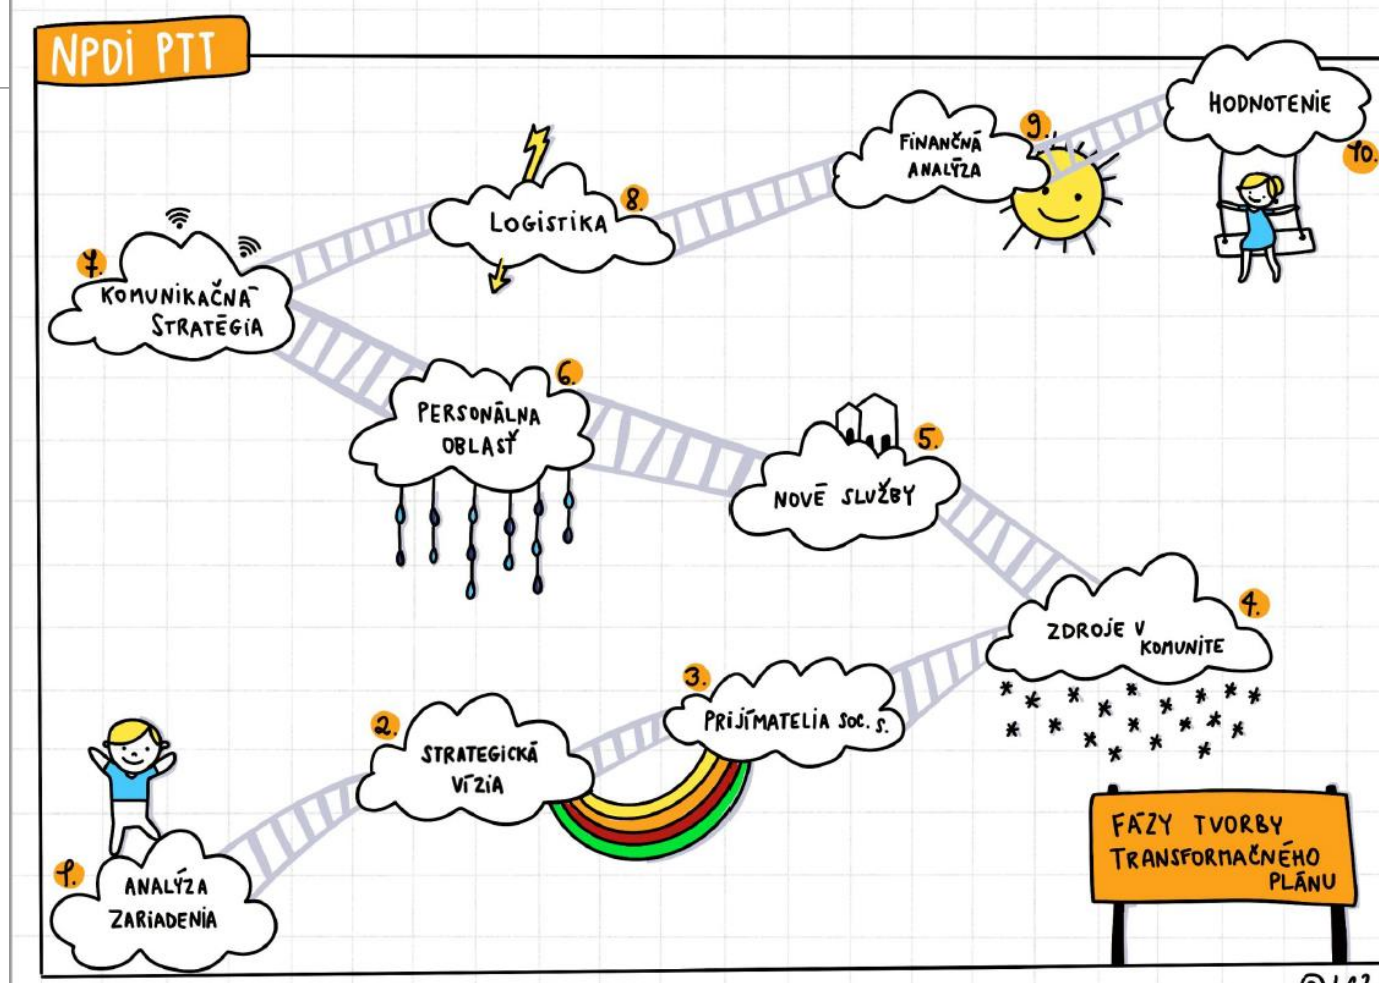 NPDI PTT
1.
ANALÝZA
ZARIADENIA
2.
STRATEGICKÁ
VÍZIA
3.
PRIJÍMATELIA SOC. S.
4.
ZDROJE V
KOMUNITE
5.
NOVÉ SLUŽBY
6.
PERSONÁLNA
OBLASŤ
7.
KOMUNIKAČNÁ
STRATÉGIA
8.
LOGISTIKA
9.
FINANČNÁ
ANALÝZA
10.
HODNOTENIE
FÁZY TVORBY
TRANSFORMAČNÉHO
PLÁNU